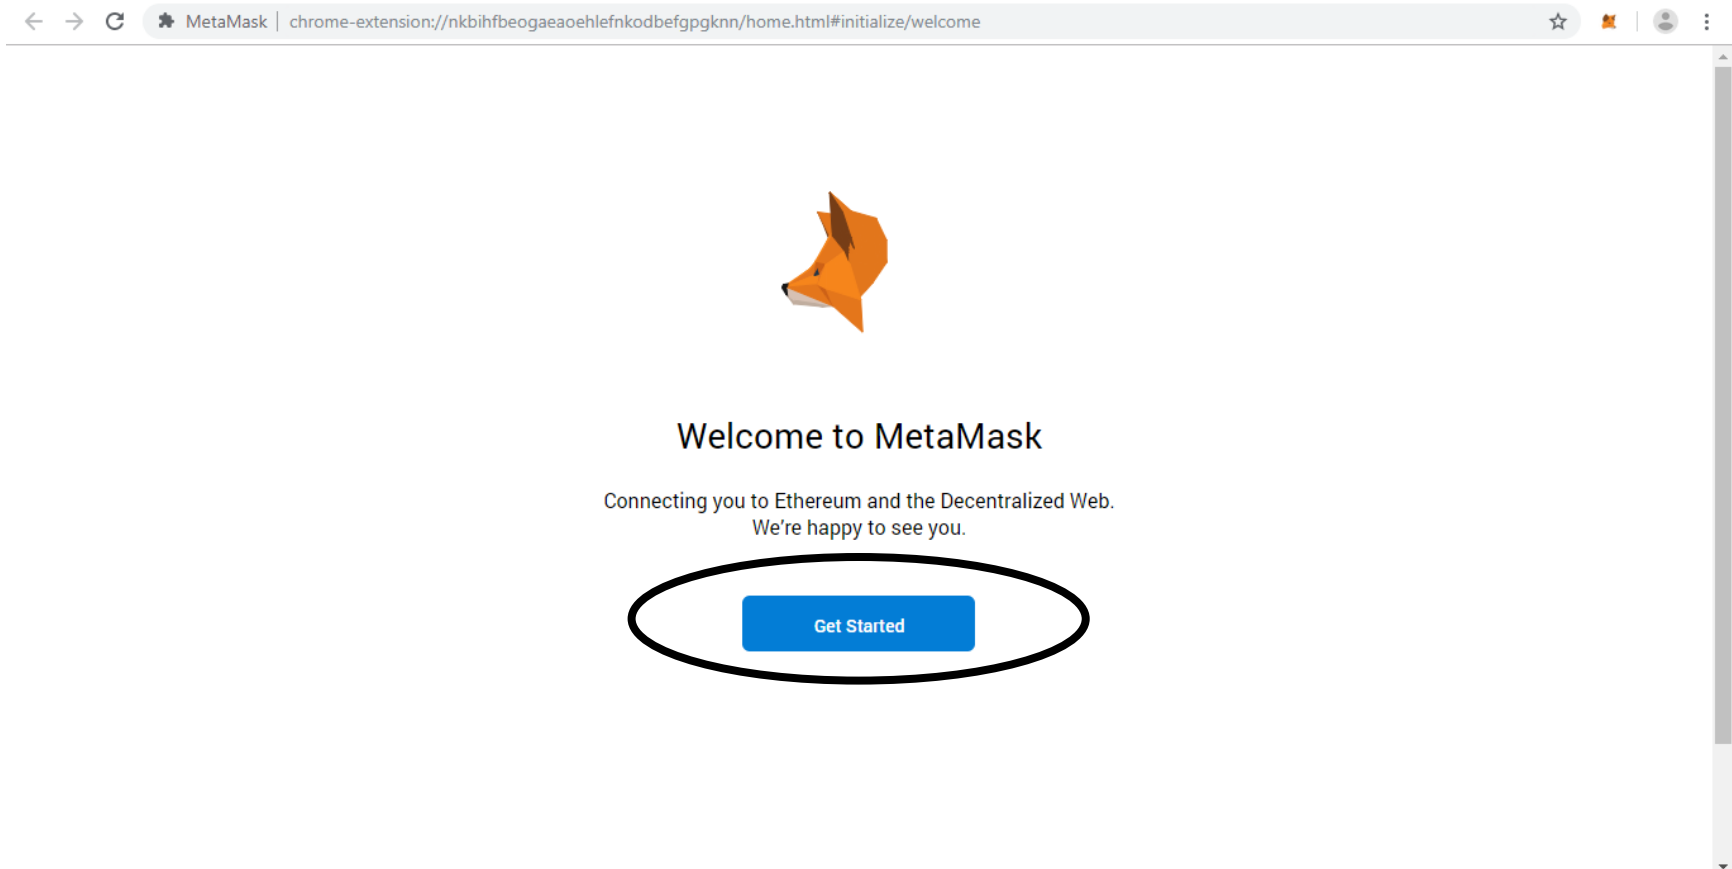 MetaMask | chrome-extension://nkbihfbeogaeaoehlefnkodbefgpgknn/home.html#initialize/welcome
Welcome to MetaMask
Connecting you to Ethereum and the Decentralized Web.
We're happy to see you.
Get Started